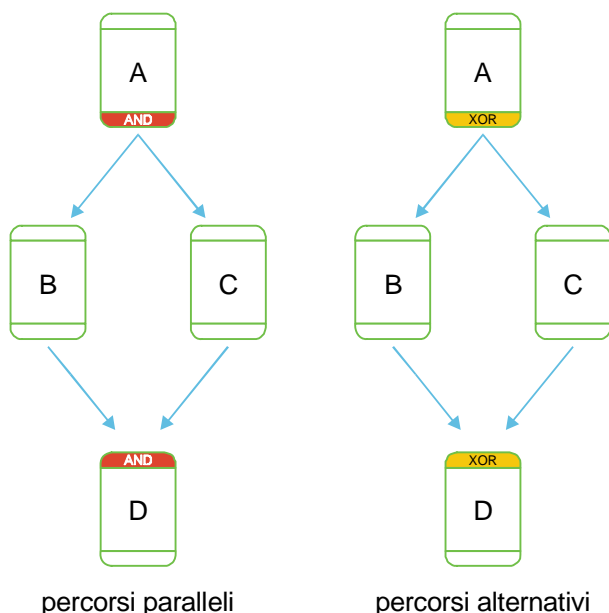 A
AND
B
C
AND
D
percorsi paralleli
A
XOR
B
C
XOR
D
percorsi alternativi